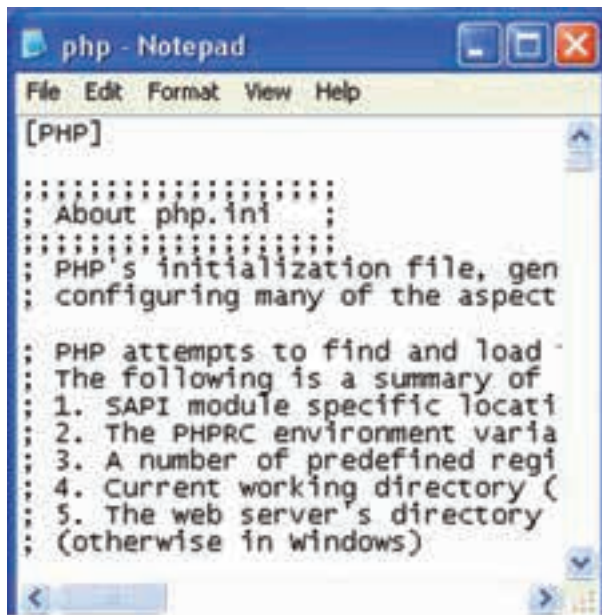 php - Notepad
File Edit Format View Help
[PHP]
;;;;;;;;;;;;;;;;;;;
; About php.ini   ;
;;;;;;;;;;;;;;;;;;;
; PHP's initialization file, gen
; configuring many of the aspect
; PHP attempts to find and load
; The following is a summary of
; 1. SAPI module specific locati
; 2. The PHPRC environment varia
; 3. A number of predefined regi
; 4. Current working directory (
; 5. The web server's directory
; (otherwise in Windows)